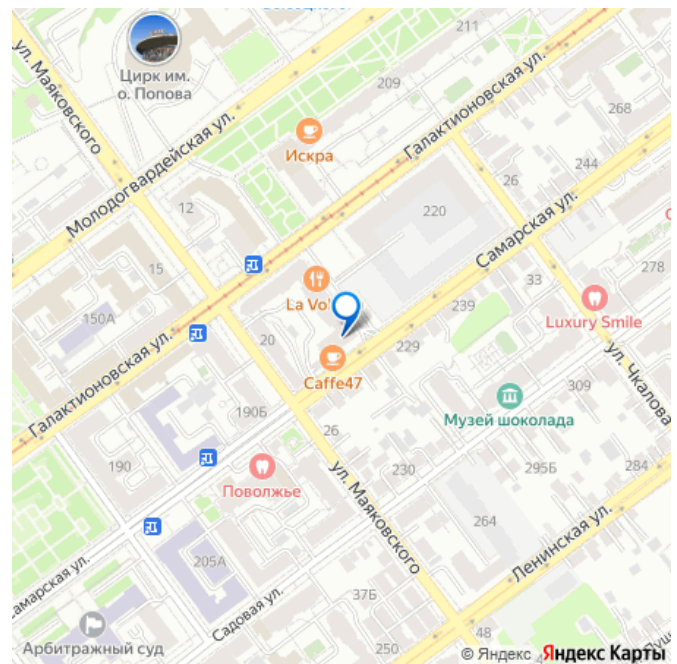 211
ул. Маяковского
Цирк им.
о. Попова
209
Галактионовская ул.
268
Молодогвардейская ул.
Искра
244
26
12
220
Самарская ул.
278
15
La Vol
33
239
Luxury Smile
150А
20
229
ул. Чкалова
Caffe47
309
Галактионовская ул.
190Б
Музей шоколада
26
190
230
295Б
284
Поволжье
ул. Маяковского
264
205А
Ленинская ул.
амарская ул.
Садовая ул.
37Б
Арбитражный суд
250
48
© Яндекс Яндекс Карты